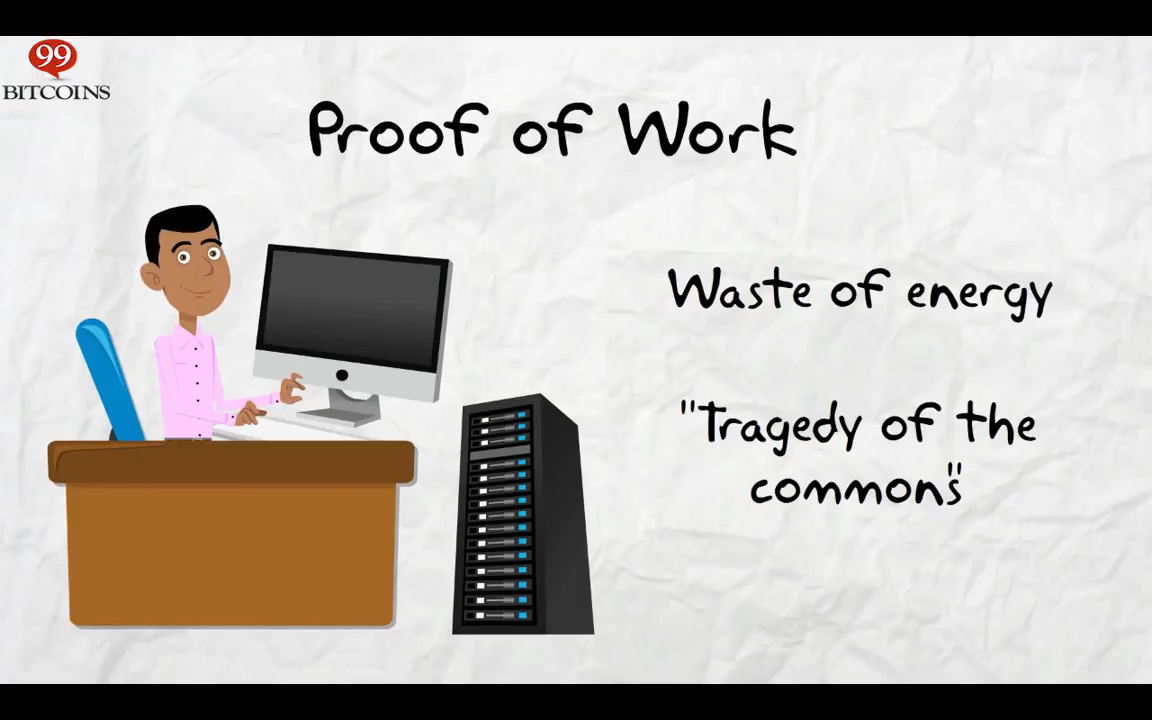 99
BITCOINS
Proof of Work
Waste of energy
"Tragedy of the
commons"